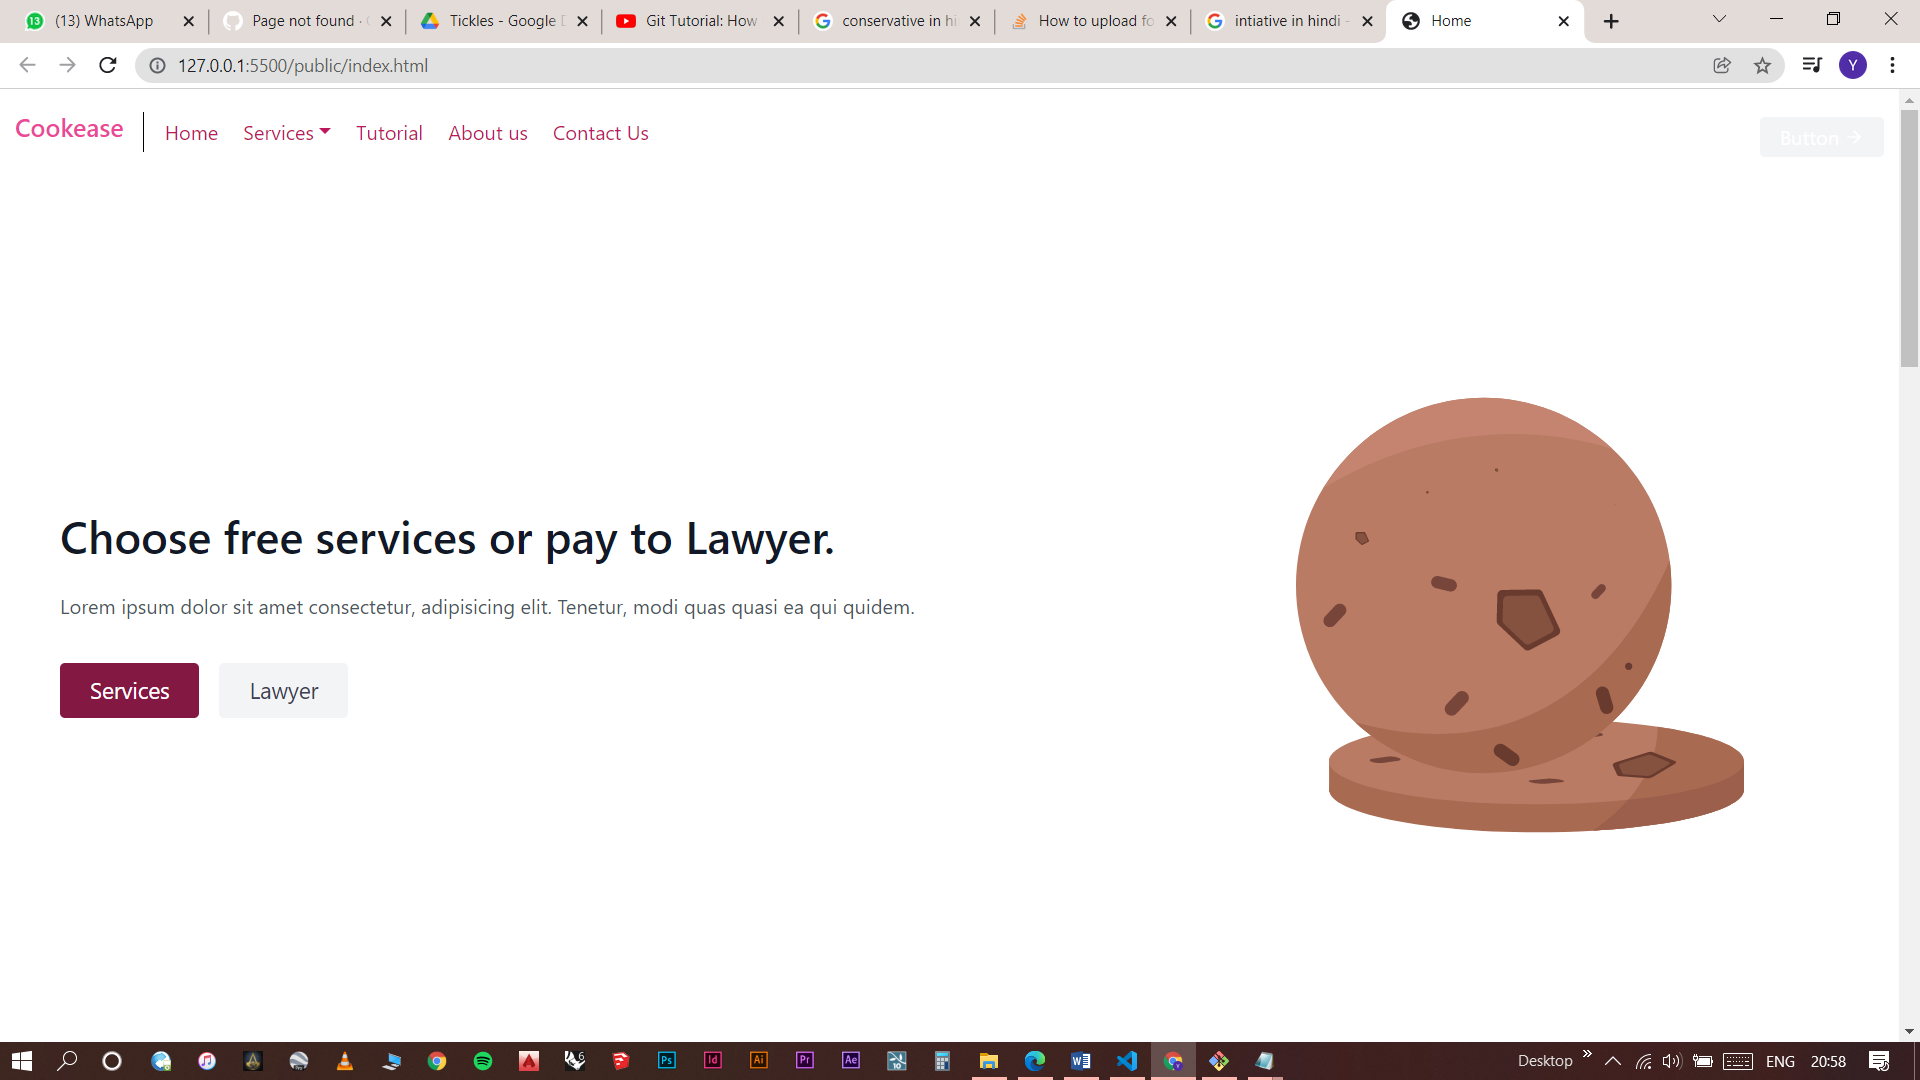 (13) WhatsApp
Page not found ·
Tickles - Google
Git Tutorial: How
conservative in hi
How to upload fo
intiative in hindi -
Home
127.0.0.1:5500/public/index.html
Y
Cookease
Home
Services
Tutorial
About us
Contact Us
Button →
Choose free services or pay to Lawyer.
Lorem ipsum dolor sit amet consectetur, adipisicing elit. Tenetur, modi quas quasi ea qui quidem.
Services
Lawyer
6
Ps
Id
Ai
Pr
Ae
10
Desktop
ENG
20:58